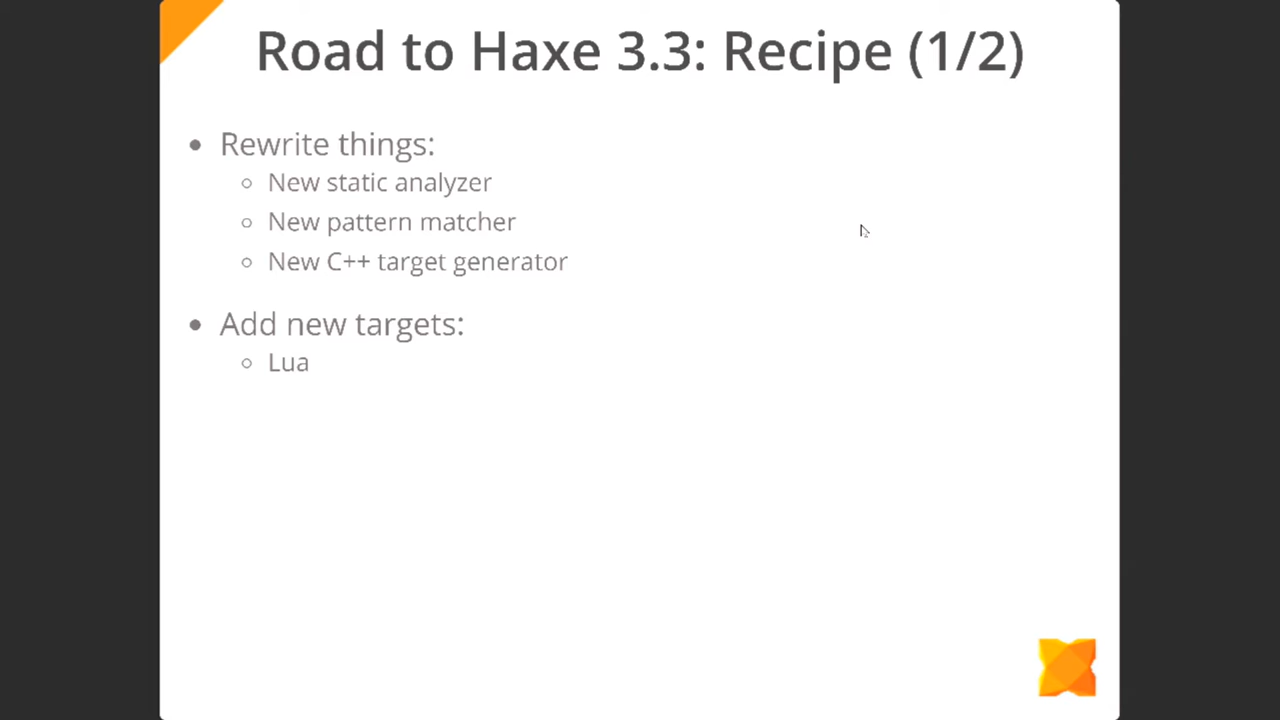 Road to Haxe 3.3: Recipe (1/2)
Rewrite things:
New static analyzer
New pattern matcher
New C++ target generator
Add new targets:
Lua